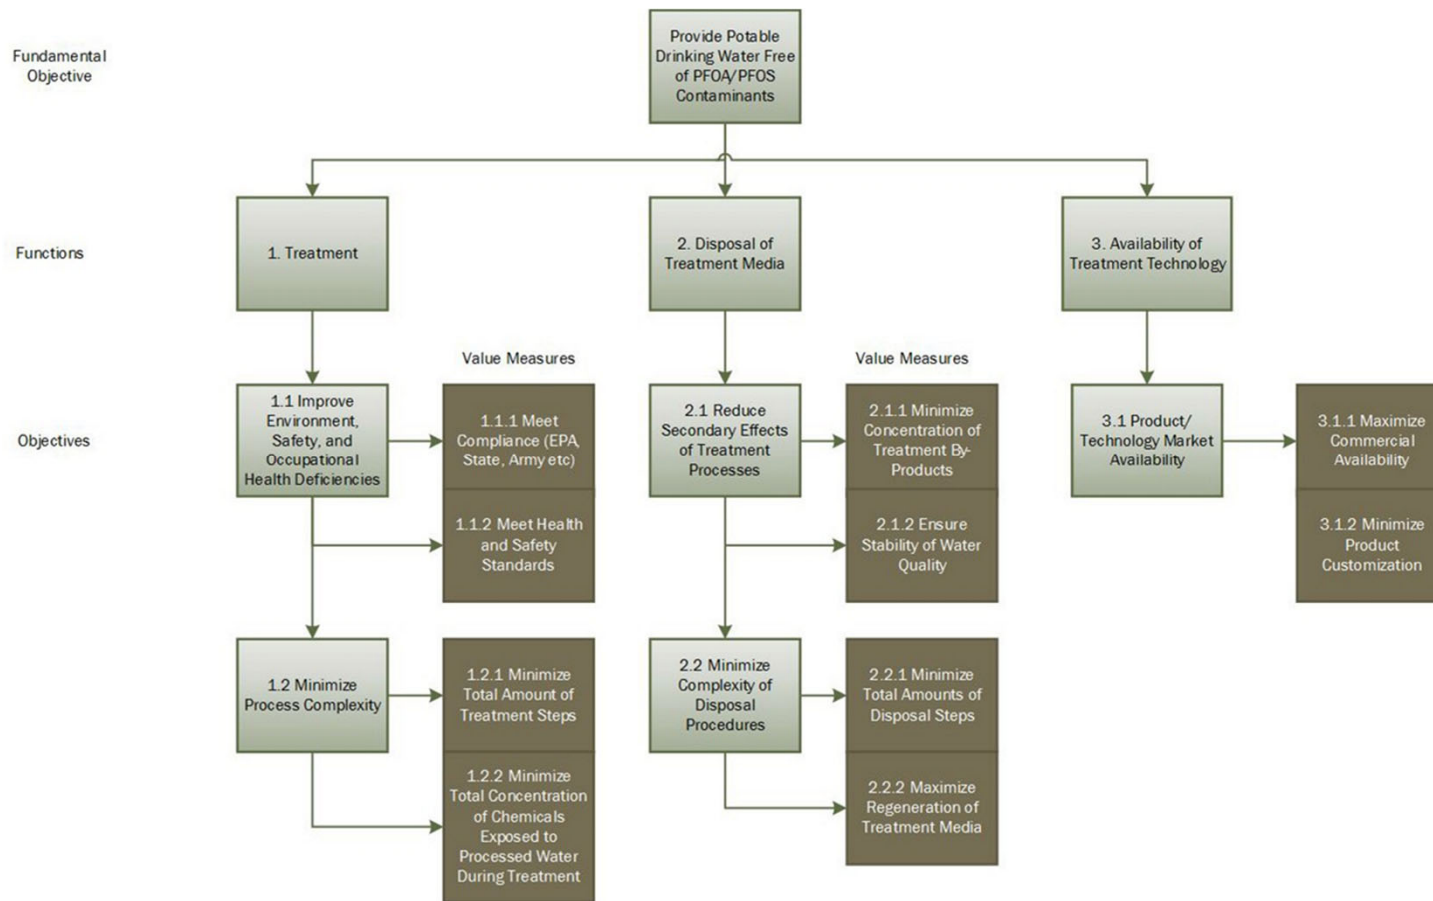 Fundamental
Objective
Provide Potable
Drinking Water Free
of PFOA/PFOS
Contaminants
Functions
1. Treatment
2. Disposal of
Treatment Media
3. Availability of
Treatment Technology
Value Measures
Value Measures
Objectives
1.1 Improve
Environment,
Safety, and
Occupational
Health Deficiencies
1.1.1 Meet
Compliance (EPA,
State, Army etc)
2.1 Reduce
Secondary Effects
of Treatment
Processes
2.1.1 Minimize
Concentration of
Treatment By-
Products
3.1 Product/
Technology Market
Availability
3.1.1 Maximize
Commercial
Availability
1.1.2 Meet Health
and Safety
Standards
2.1.2 Ensure
Stability of Water
Quality
3.1.2 Minimize
Product
Customization
1.2 Minimize
Process Complexity
1.2.1 Minimize
Total Amount of
Treatment Steps
2.2 Minimize
Complexity of
Disposal
Procedures
2.2.1 Minimize
Total Amounts of
Disposal Steps
1.2.2 Minimize
Total Concentration
of Chemicals
Exposed to
Processed Water
During Treatment
2.2.2 Maximize
Regeneration of
Treatment Media